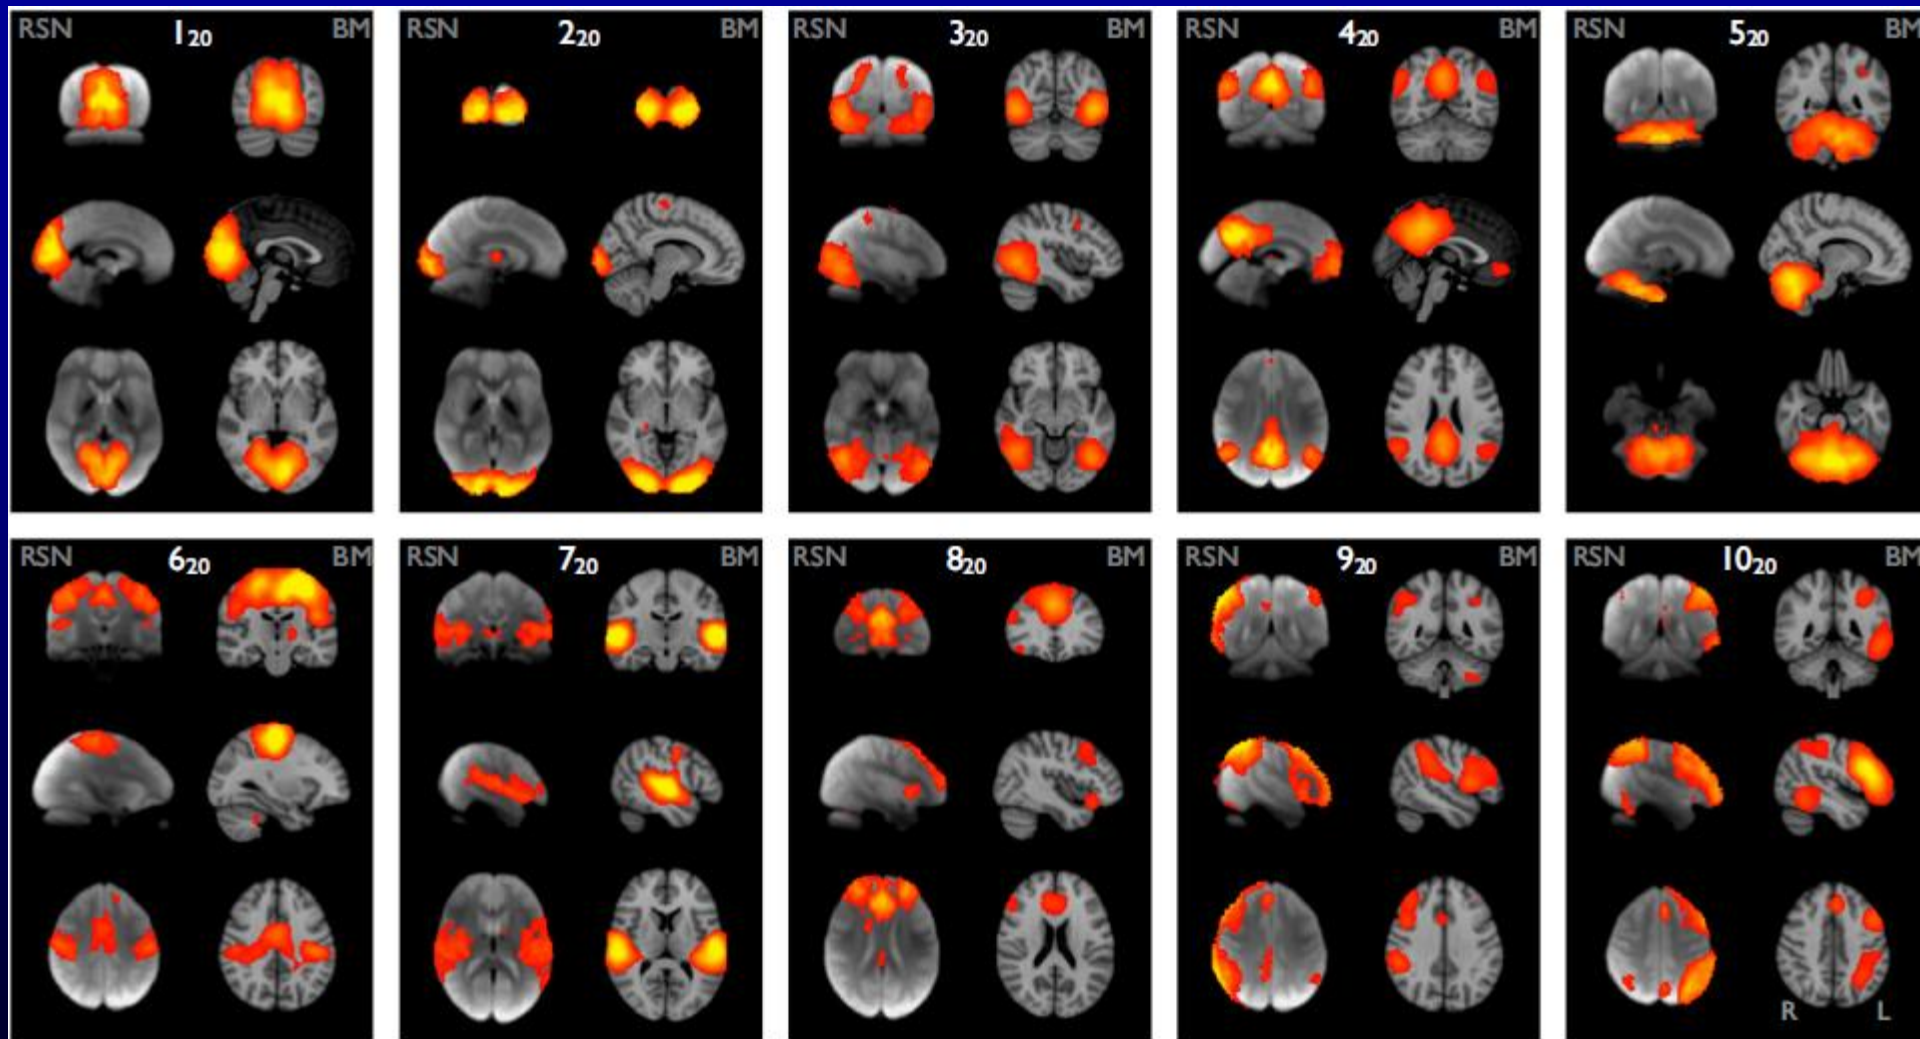 RSN 1₂₀ BM
RSN 2₂₀ BM
RSN 3₂₀ BM
RSN 4₂₀ BM
RSN 5₂₀ BM
RSN 6₂₀ BM
RSN 7₂₀ BM
RSN 8₂₀ BM
RSN 9₂₀ BM
RSN 10₂₀ BM
R L